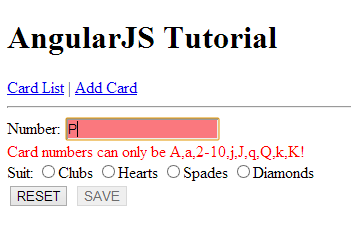 AngularJS Tutorial
Card List | Add Card
Number: P
Card numbers can only be A,a,2-10,j,J,q,Q,k,K!
Suit: Clubs Hearts Spades Diamonds
RESET SAVE